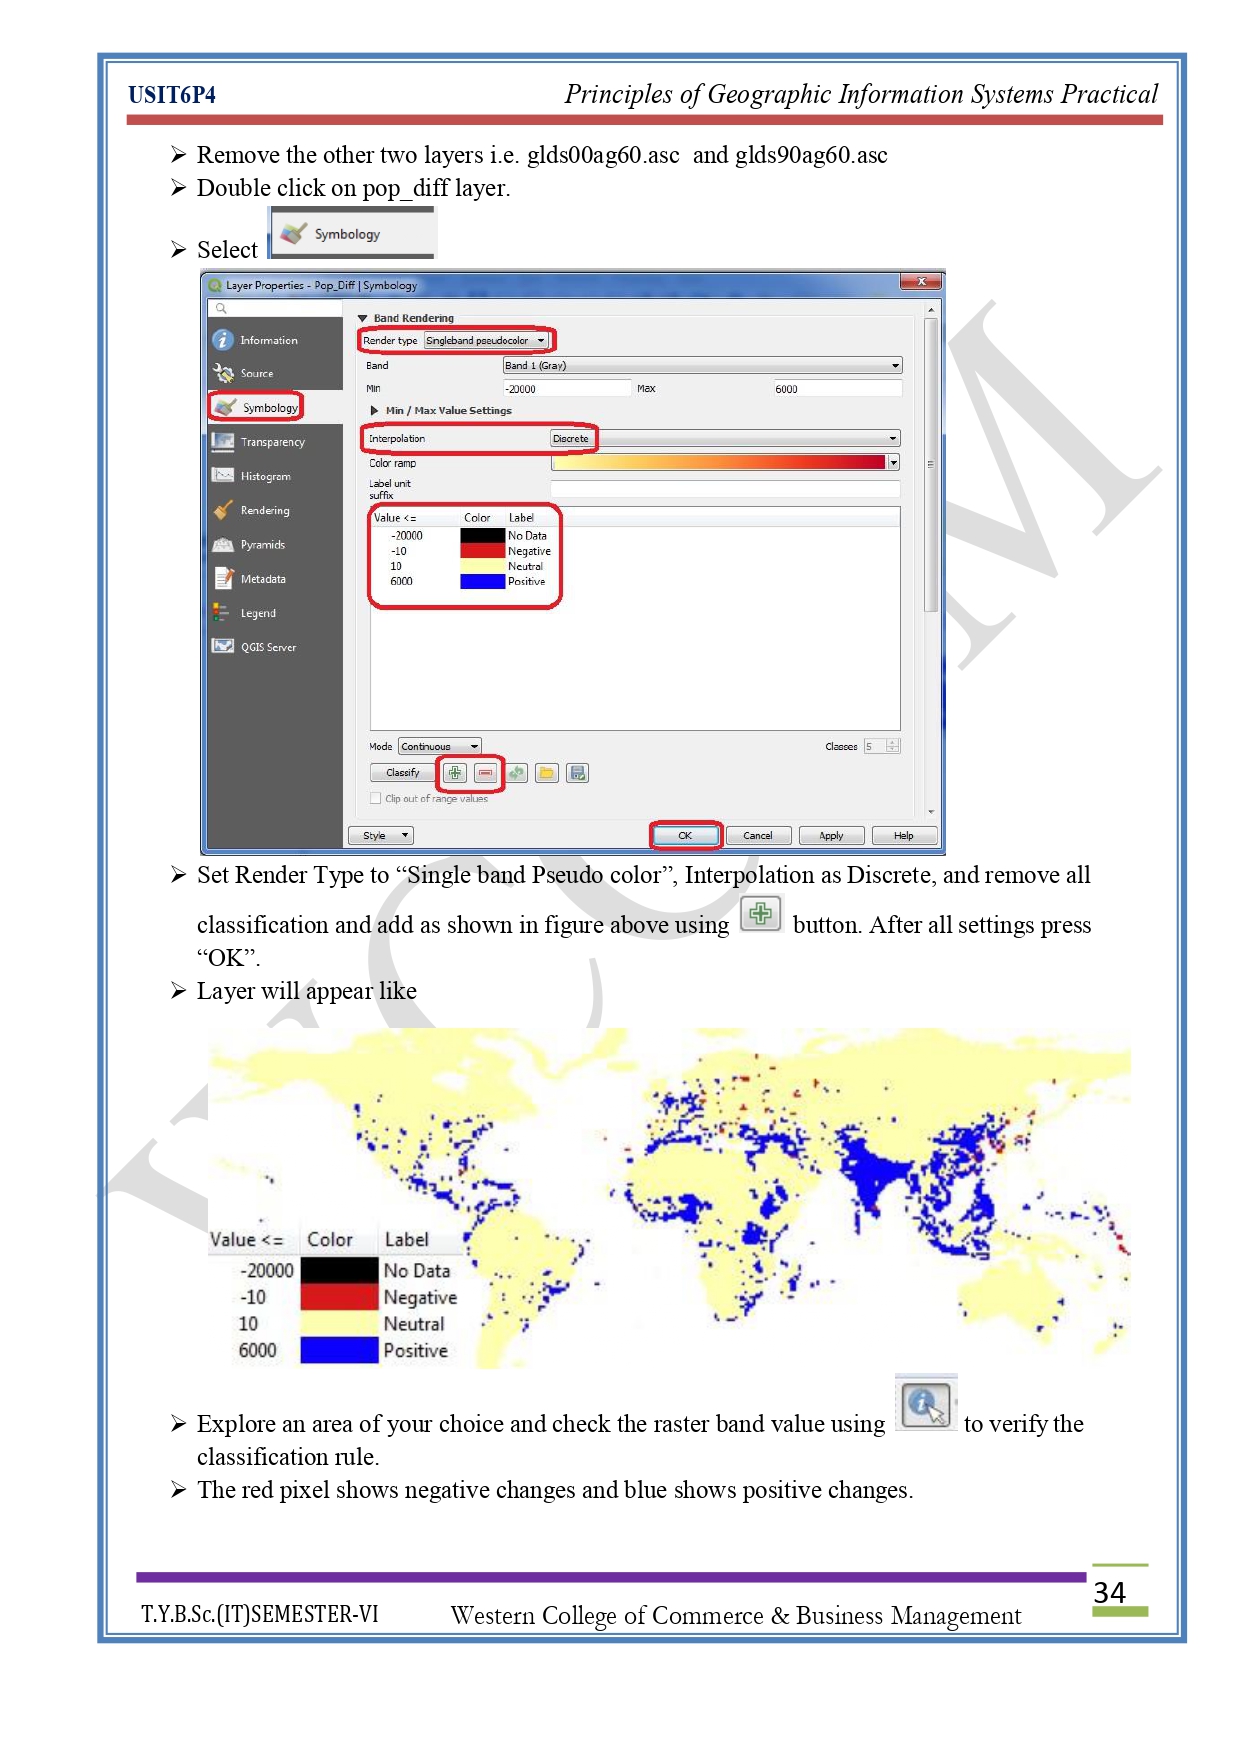 USIT6P4 Principles of Geographic Information Systems Practical
➢ Remove the other two layers i.e. glds00ag60.asc and glds90ag60.asc
➢ Double click on pop_diff layer.
➢ Select Symbology
Layer Properties - Pop_Diff | Symbology
Information
Source
Symbology
Transparency
Histogram
Rendering
Pyramids
Metadata
Legend
QGIS Server
Band Rendering
Render type Singleband pseudocolor
Band Band 1 (Gray)
Min -20000 Max 6000
Min / Max Value Settings
Interpolation Discrete
Color ramp
Label unit
suffix
Value <= Color Label
-20000 No Data
-10 Negative
10 Neutral
6000 Positive
Mode Continuous Classes 5
Classify
Clip out of range values
Style OK Cancel Apply Help
➢ Set Render Type to “Single band Pseudo color”, Interpolation as Discrete, and remove all
classification and add as shown in figure above using button. After all settings press
“OK”.
➢ Layer will appear like
Value <= Color Label
-20000 No Data
-10 Negative
10 Neutral
6000 Positive
➢ Explore an area of your choice and check the raster band value using to verify the
classification rule.
➢ The red pixel shows negative changes and blue shows positive changes.
34
T.Y.B.Sc.(IT)SEMESTER-VI Western College of Commerce & Business Management